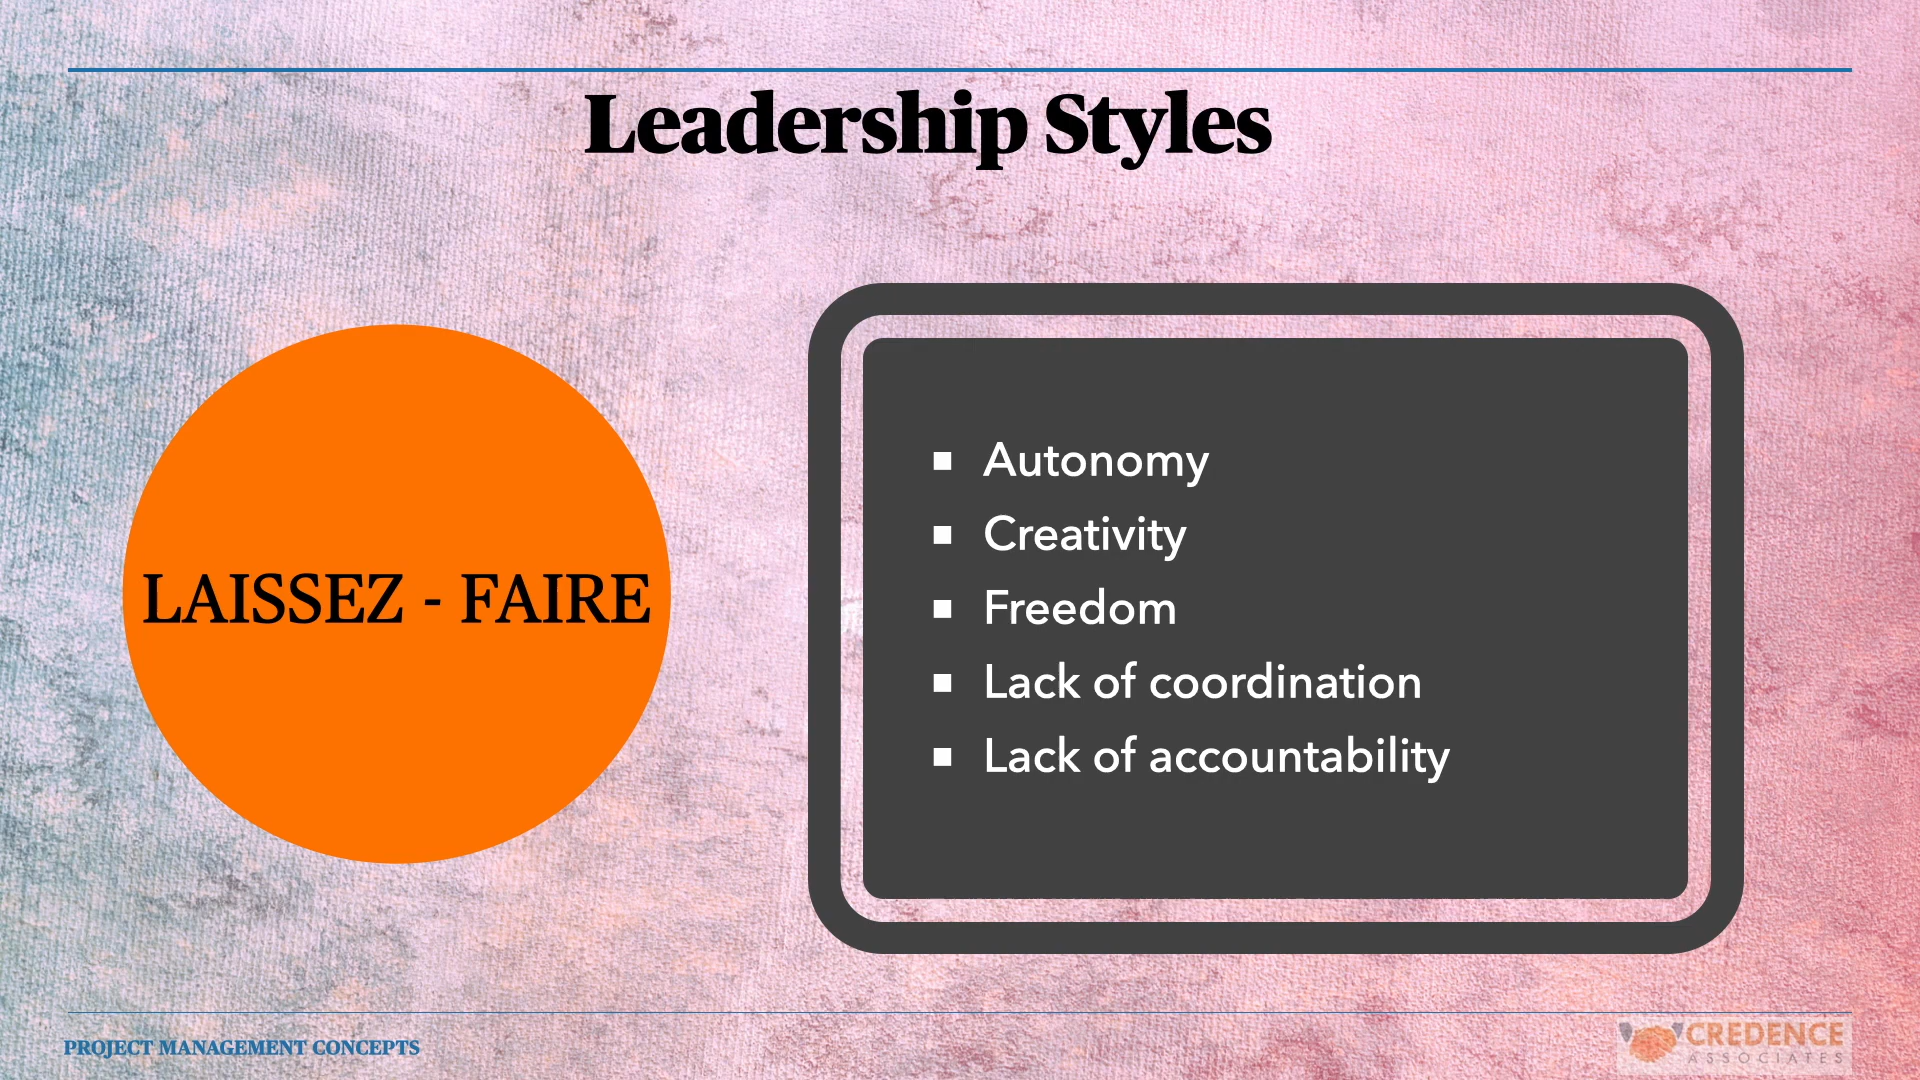 Leadership Styles
LAISSEZ - FAIRE
Autonomy
Creativity
Freedom
Lack of coordination
Lack of accountability
PROJECT MANAGEMENT CONCEPTS
CREDENCE
ASSOCIATES